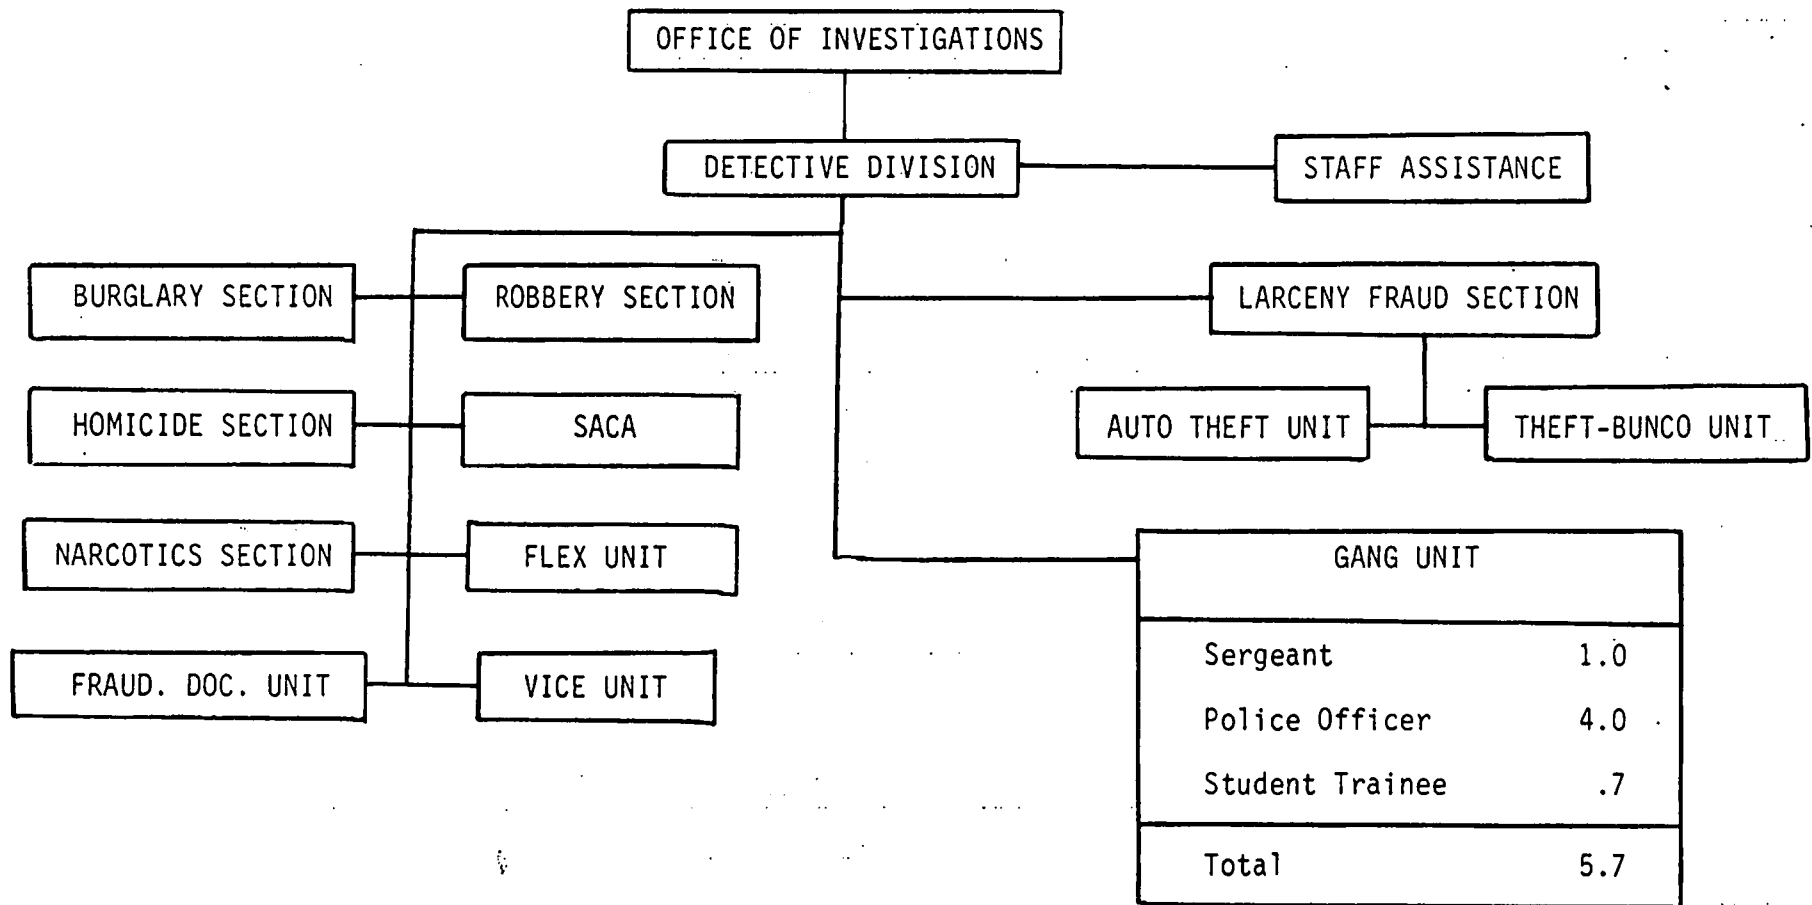 OFFICE OF INVESTIGATIONS
DETECTIVE DIVISION
STAFF ASSISTANCE
BURGLARY SECTION
ROBBERY SECTION
LARCENY FRAUD SECTION
HOMICIDE SECTION
SACA
AUTO THEFT UNIT
THEFT-BUNCO UNIT
NARCOTICS SECTION
FLEX UNIT
FRAUD. DOC. UNIT
VICE UNIT
GANG UNIT
Sergeant 1.0
Police Officer 4.0
Student Trainee .7
Total 5.7